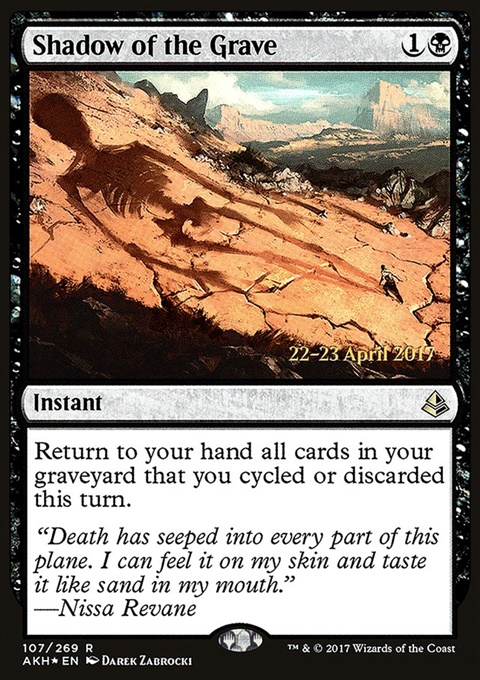 Shadow of the Grave 1
22–23 April 2017
Instant
Return to your hand all cards in your
graveyard that you cycled or discarded
this turn.
“Death has seeped into every part of this
plane. I can feel it on my skin and taste
it like sand in my mouth.”
—Nissa Revane
107/269 R
AKH★EN Darek Zabrocki
™ & © 2017 Wizards of the Coast